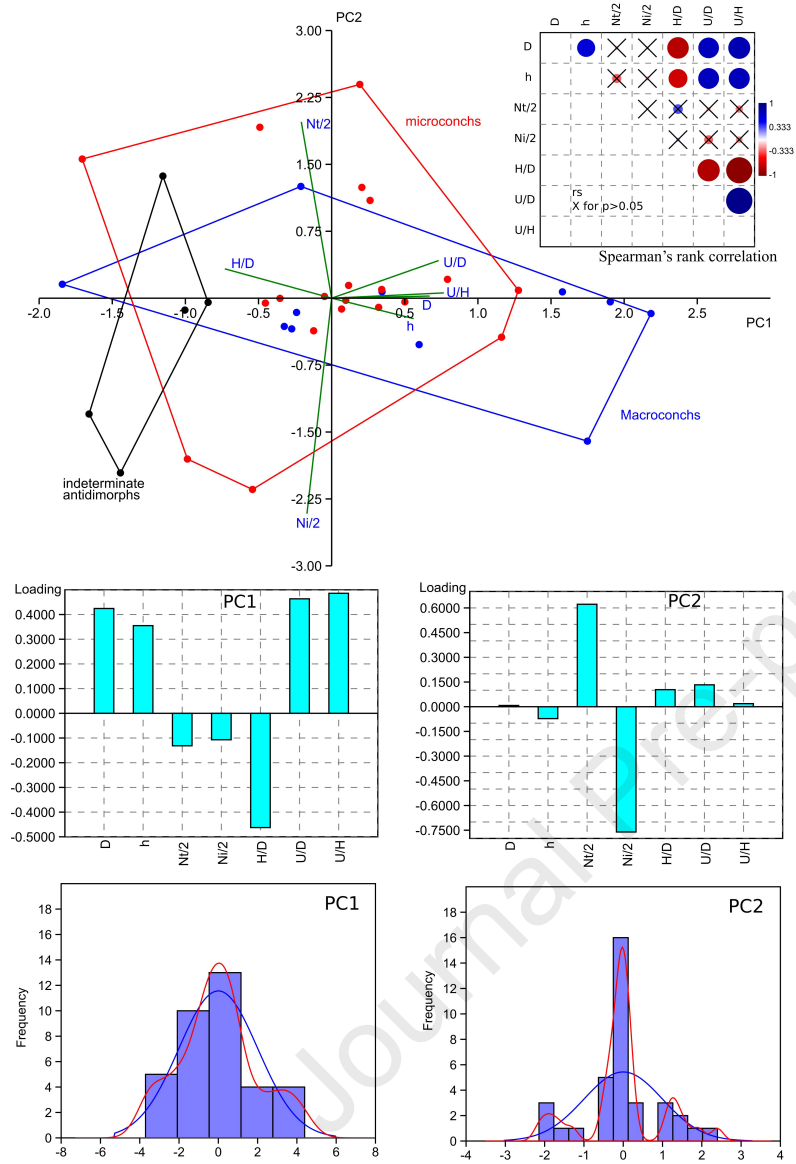 PC2
3.00
2.25
1.50
0.75
-0.75
-1.50
-2.25
-3.00
-2.0
-1.5
-1.0
-0.5
0.5
1.0
1.5
2.0
2.5
PC1
Nt/2
microconchs
H/D
U/D
U/H
D
h
Macroconchs
indeterminate
antidimorphs
Ni/2
D h Nt/2 Ni/2 H/D U/D U/H
D
h
Nt/2
Ni/2
H/D
U/D
U/H
rs
X for p>0.05
1
0.333
-0.333
-1
Spearman's rank correlation
Loading
PC1
0.4000
0.3000
0.2000
0.1000
0.0000
-0.1000
-0.2000
-0.3000
-0.4000
-0.5000
D h Nt/2 Ni/2 H/D U/D U/H
Loading
PC2
0.6000
0.4500
0.3000
0.1500
0.0000
-0.1500
-0.3000
-0.4500
-0.6000
-0.7500
D h Nt/2 Ni/2 H/D U/D U/H
PC1
Frequency
18
16
14
12
10
8
6
4
2
0
-8 -6 -4 -2 0 2 4 6 8
PC2
Frequency
18
16
14
12
10
8
6
4
2
0
-4 -3 -2 -1 0 1 2 3 4
Journal Pre-p